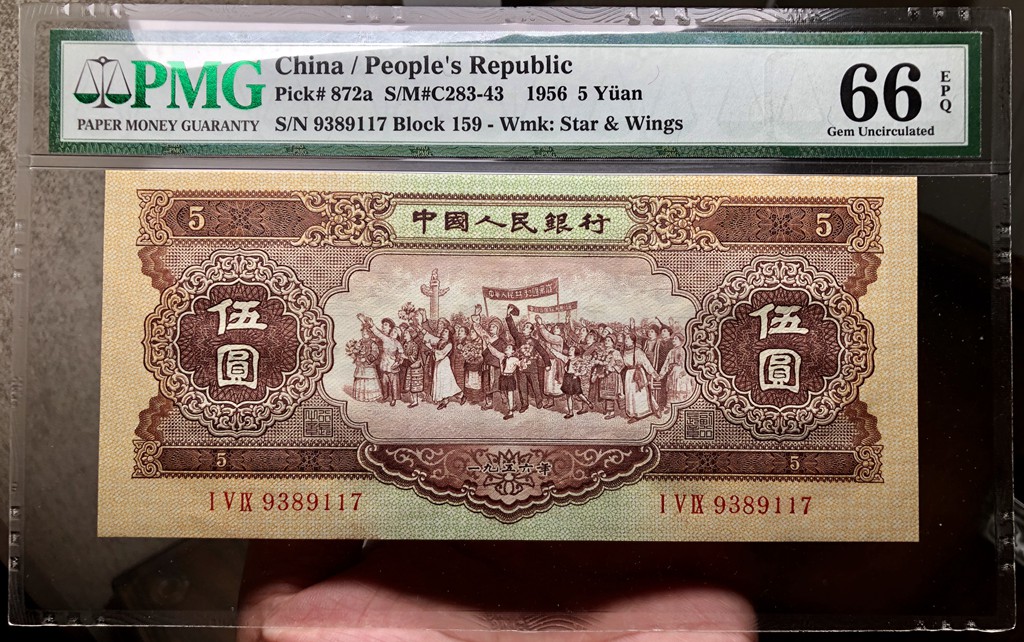 PMG
PAPER MONEY GUARANTY
China / People's Republic
Pick# 872a S/M#C283-43 1956 5 Yüan
S/N 9389117 Block 159 - Wmk: Star & Wings
66
EPQ
Gem Uncirculated
5 中國人民銀行 5
伍圓
伍圓
5 一九五六年 5
I V IX 9389117
I V IX 9389117